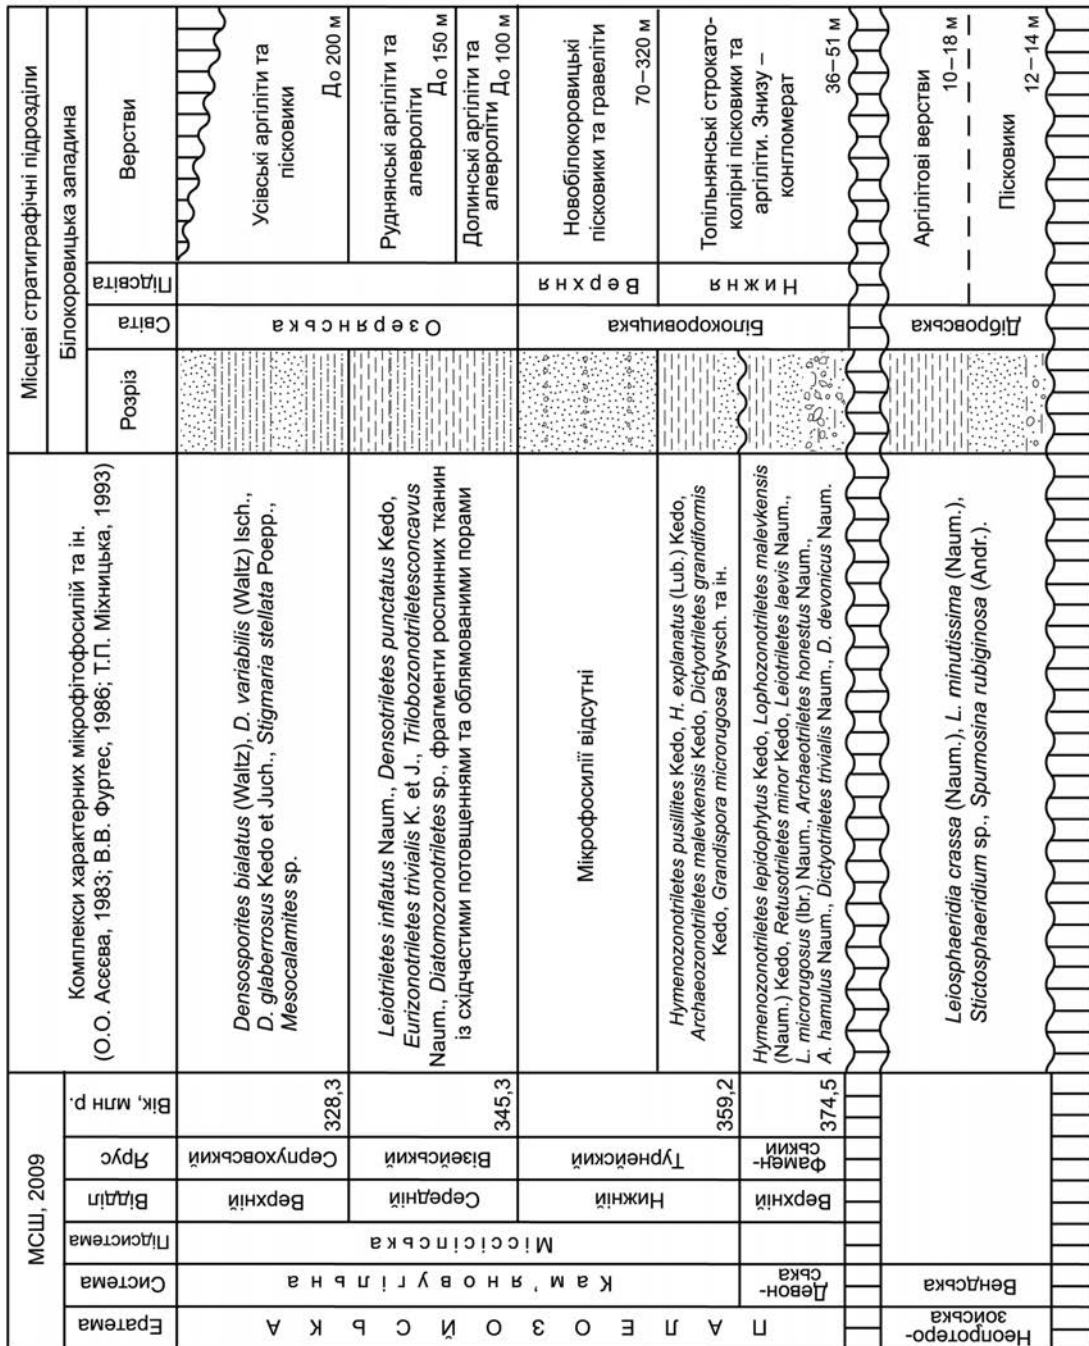 МСШ, 2009
Комплекси характерних мікрофітофосилій та ін.
(О.О. Асєєва, 1983; В.В. Фуртес, 1986; Т.П. Міхницька, 1993)
Місцеві стратиграфічні підрозділи
Білокоровицька западина
Ератема
Система
Підсистема
Відділ
Ярус
Вік, млн р.
Розріз
Світа
Підсвіта
Верстви
ПАЛЕОЗОЙСЬКА
Кам'яновугільна
Міссісіпська
Верхній
Серпуховський
328,3
Densosporites bialatus (Waltz), D. variabilis (Waltz) Isch.,
D. glaberrosus Kedo et Juch., Stigmaria stellata Poepp.,
Mesocalamites sp.
Озерянська
Усівські аргіліти та
пісковики
До 200 м
Середній
Візейський
345,3
Leiotriletes inflatus Naum., Densotriletes punctatus Kedo,
Eurizonotriletes trivialis K. et J., Trilobozonotriletesconcavus
Naum., Diatomozonotriletes sp., фрагменти рослинних тканин
із східчастими потовщеннями та облямованими порами
Руднянські аргіліти та
алевроліти До 150 м
Долинські аргіліти та
алевроліти До 100 м
Нижній
Турнейский
359,2
Мікрофосилії відсутні
Білокоровицька
Верхня
Новобілокоровицькі
пісковики та гравеліти
70–320 м
Hymenozonotriletes pusillites Kedo, H. explanatus (Lub.) Kedo,
Archaeozonotriletes malevkensis Kedo, Dictyotriletes grandiformis
Kedo, Grandispora microrugosa Byvsch. та ін.
Нижня
Топільнянські строкато-
колірні пісковики та
аргіліти. Знизу –
конгломерат
36–51 м
Девон-
ська
Верхній
Фамен-
ський
374,5
Hymenozonotriletes lepidophytus Kedo, Lophozonotriletes malevkensis
(Naum.) Kedo, Retusotriletes minor Kedo, Leiotriletes laevis Naum.,
L. microrugosus (Ibr.) Naum., Archaeotriletes honestus Naum.,
A. hamulus Naum., Dictyotriletes trivialis Naum., D. devonicus Naum.
Неопротеро-
зойська
Вендська
Leiosphaeridia crassa (Naum.), L. minutissima (Naum.),
Stictosphaeridium sp., Spumosina rubiginosa (Andr.).
Дібровська
Аргілітові верстви
10–18 м
Пісковики
12–14 м